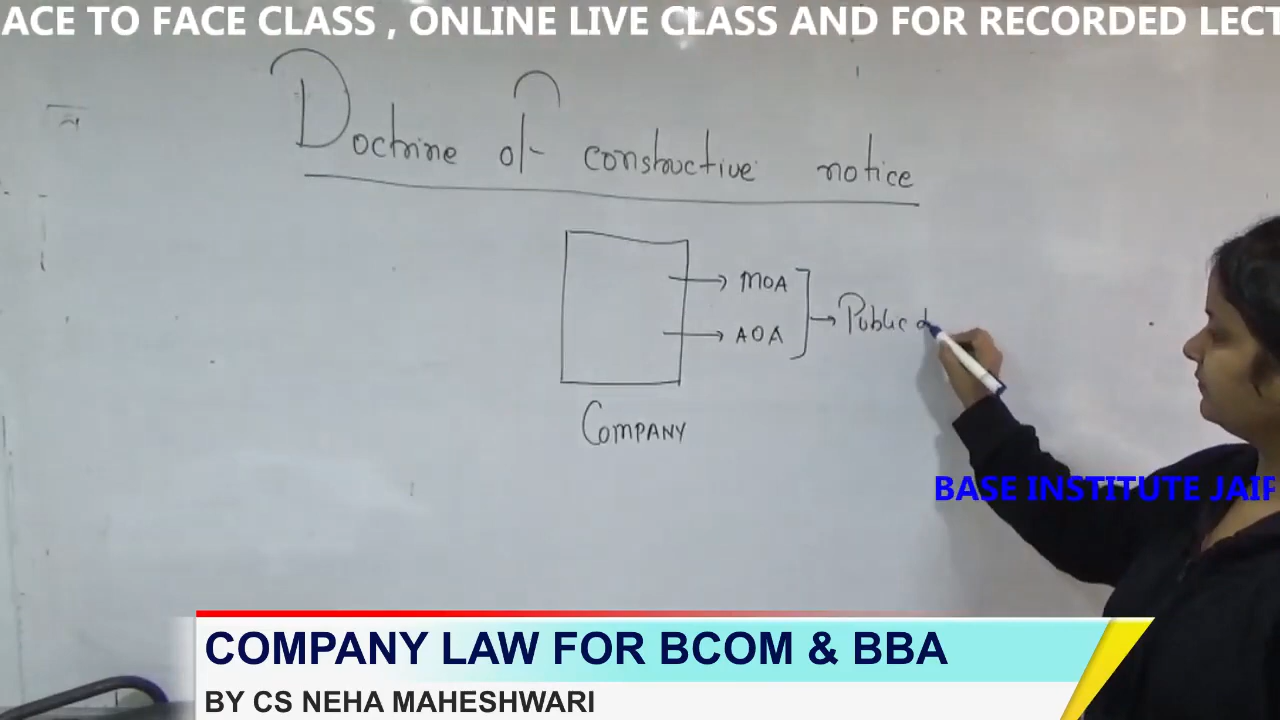 ACE TO FACE CLASS , ONLINE LIVE CLASS AND FOR RECORDED LECT
Doctrine of constructive notice
MOA
AOA
Public d
COMPANY
BASE INSTITUTE JAIP
COMPANY LAW FOR BCOM & BBA
BY CS NEHA MAHESHWARI